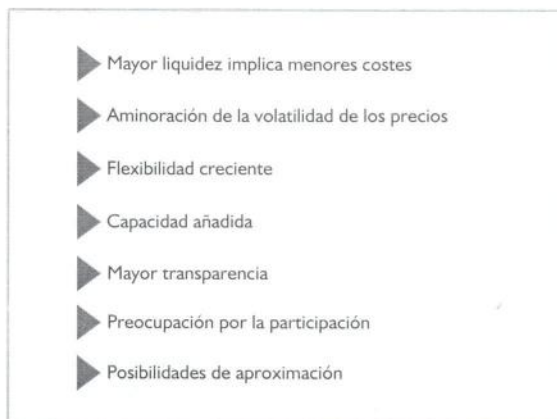 Mayor liquidez implica menores costes
Aminoración de la volatilidad de los precios
Flexibilidad creciente
Capacidad añadida
Mayor transparencia
Preocupación por la participación
Posibilidades de aproximación